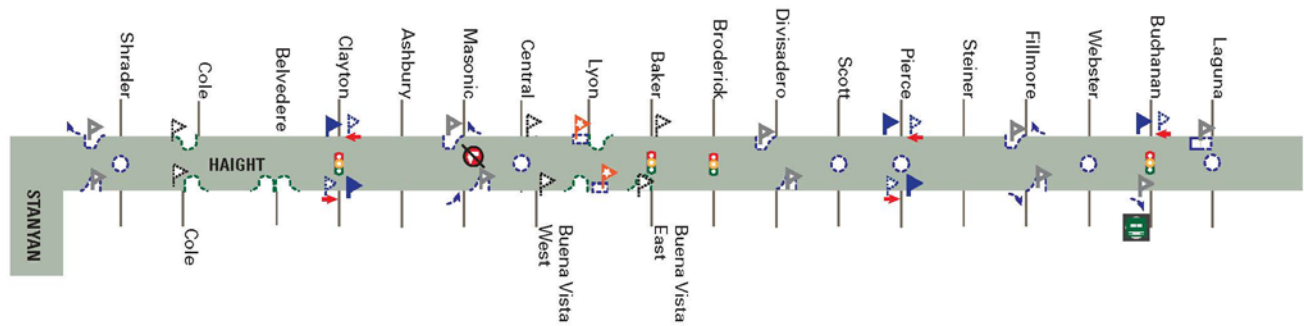 Shrader
Cole
Belvedere
Clayton
Ashbury
Masonic
Central
Lyon
Baker
Broderick
Divisadero
Scott
Pierce
Steiner
Fillmore
Webster
Buchanan
Laguna
HAIGHT
STANYAN
Cole
Buena Vista
West
Buena Vista
East